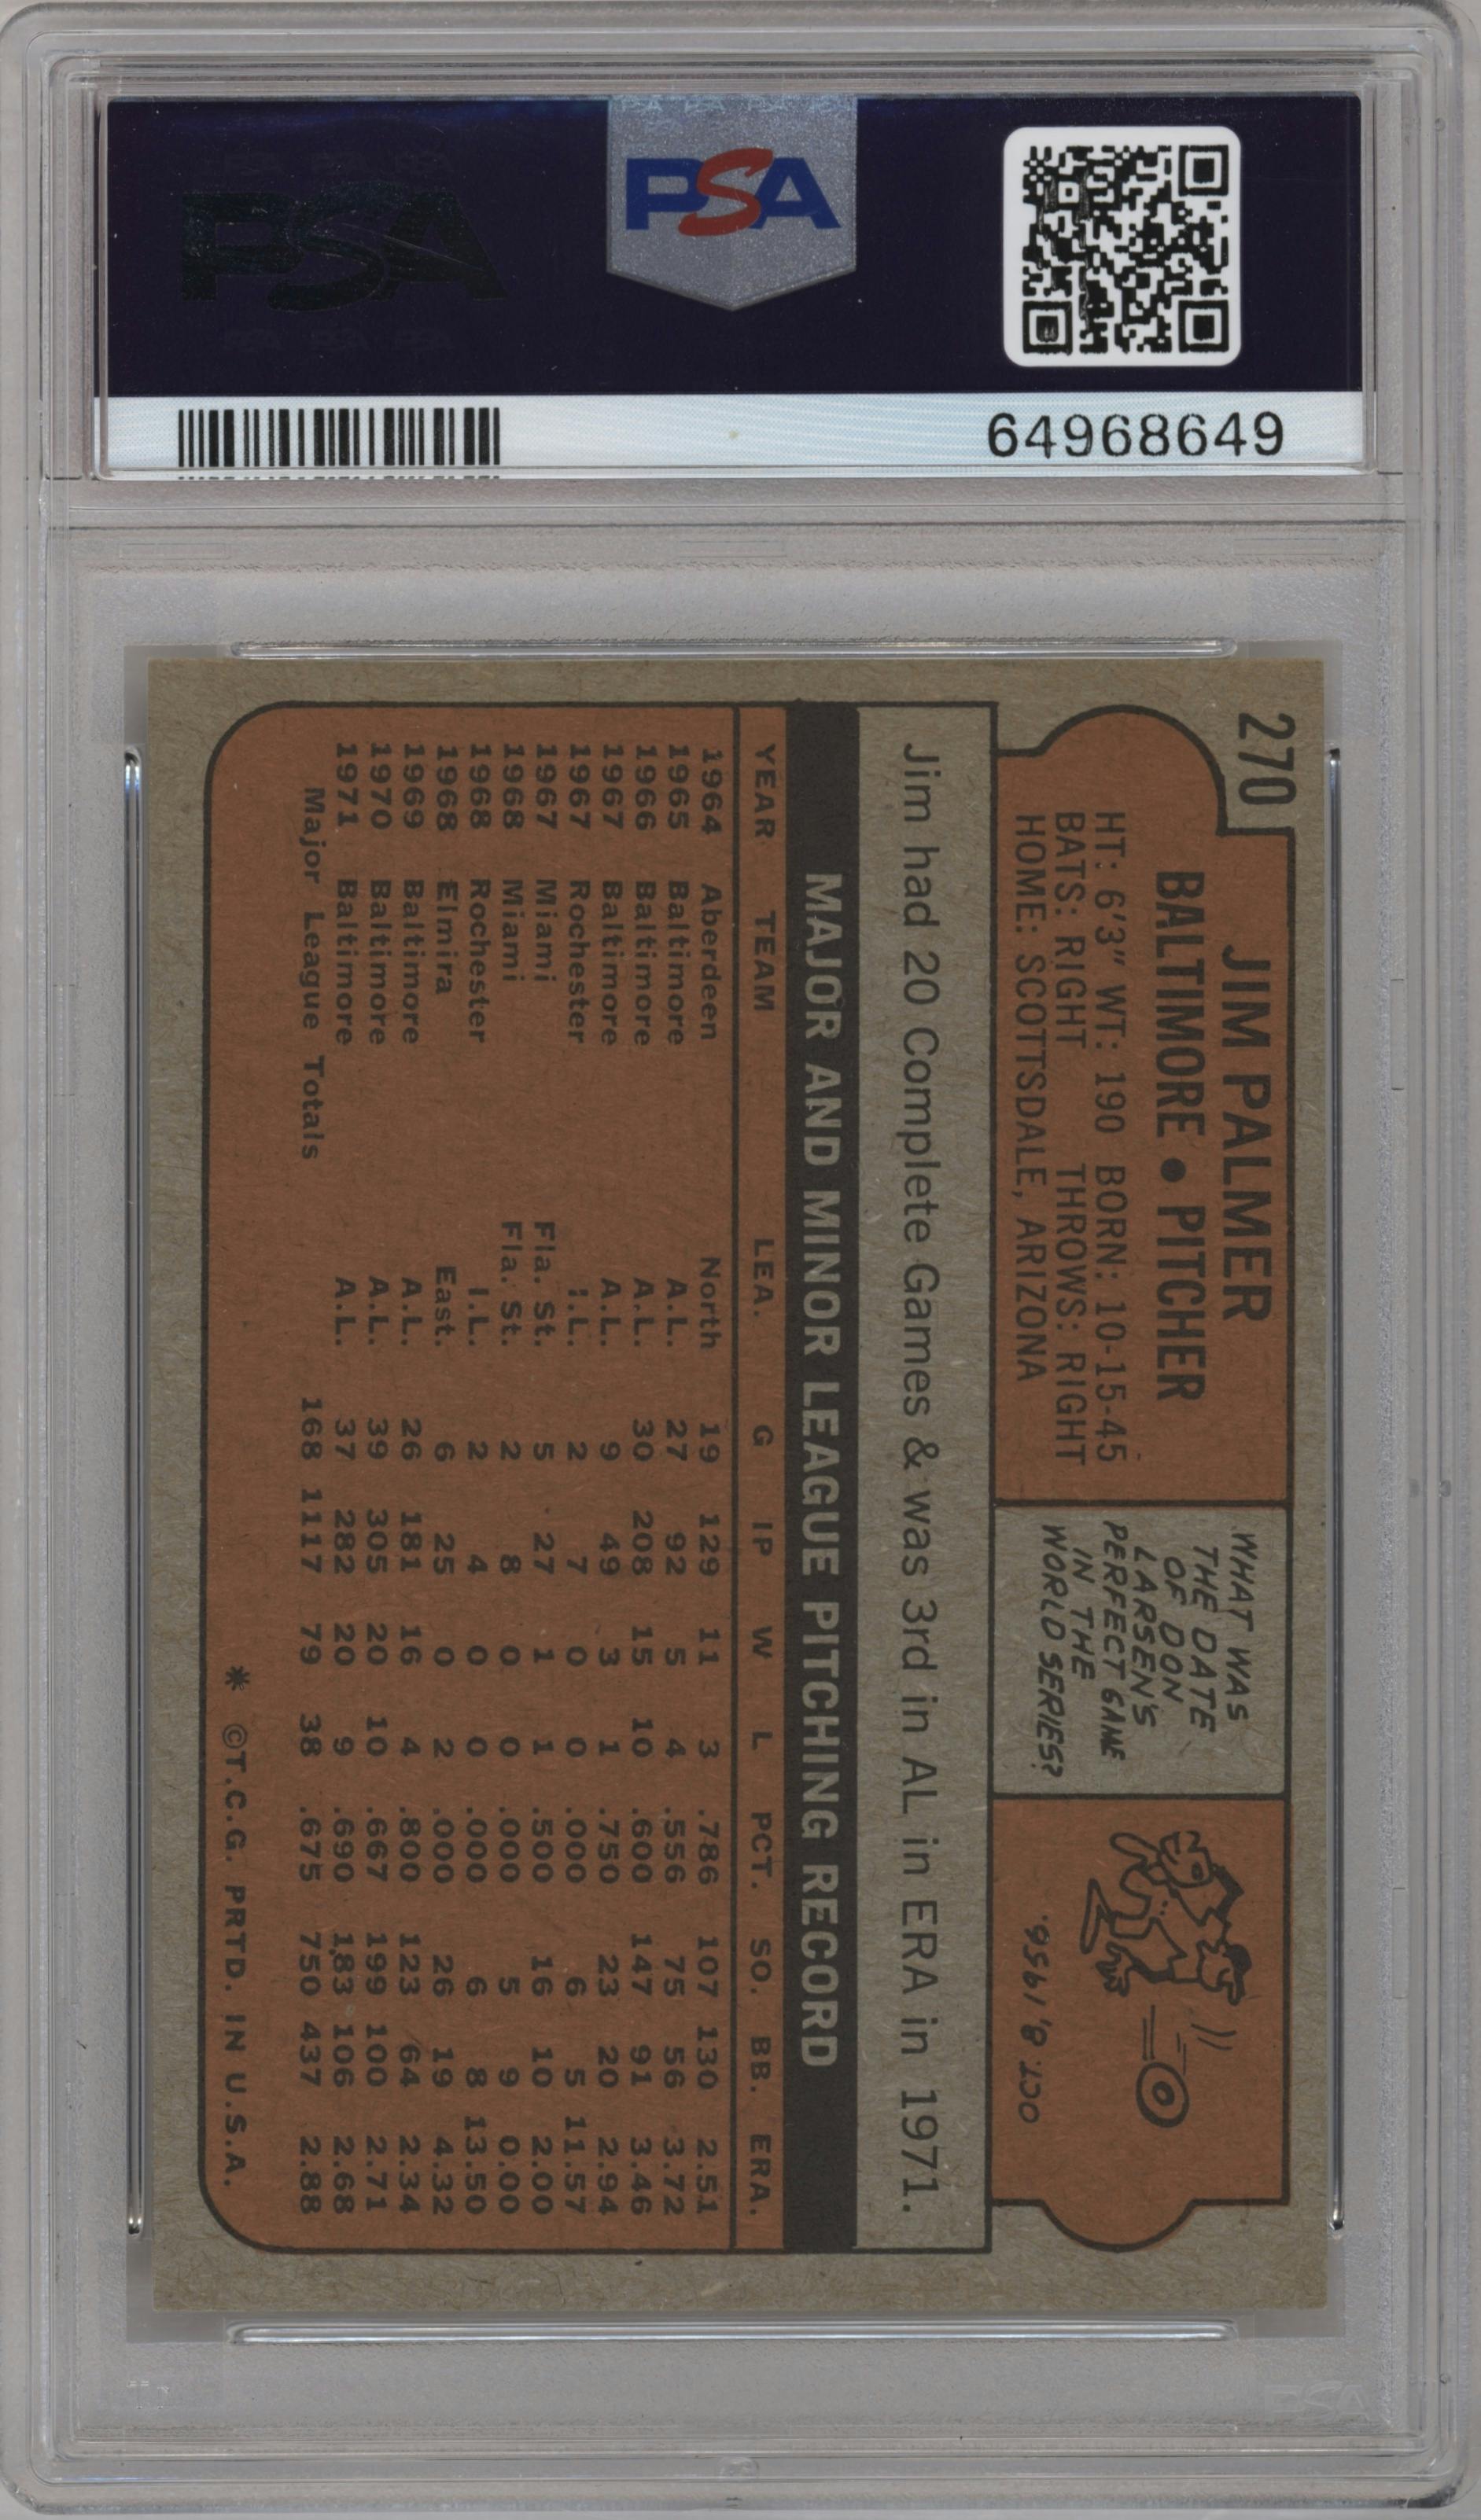 PSA
PSA
64968649
270
JIM PALMER
BALTIMORE • PITCHER
HT: 6'3" WT: 190 BORN: 10-15-45
BATS: RIGHT THROWS: RIGHT
HOME: SCOTTSDALE, ARIZONA
WHAT WAS
THE DATE
OF DON
LARSEN'S
PERFECT GAME
IN THE
WORLD SERIES?
OCT. 8, 1956.
Jim had 20 Complete Games & was 3rd in AL in ERA in 1971.
MAJOR AND MINOR LEAGUE PITCHING RECORD
YEAR TEAM LEA. G IP W L PCT. SO. BB. ERA.
1964 Aberdeen North 19 129 11 3 .786 107 130 2.51
1965 Baltimore A.L. 27 92 5 4 .556 75 56 3.72
1966 Baltimore A.L. 30 208 15 10 .600 147 91 3.46
1967 Baltimore A.L. 9 49 3 1 .750 23 20 2.94
1967 Rochester I.L. 2 7 0 0 .000 6 5 11.57
1967 Miami Fla. St. 5 27 1 1 .500 16 10 2.00
1968 Miami Fla. St. 2 8 0 0 .000 5 9 0.00
1968 Rochester I.L. 2 4 0 0 .000 6 8 13.50
1968 Elmira East. 6 25 0 2 .000 26 19 4.32
1969 Baltimore A.L. 26 181 16 4 .800 123 64 2.34
1970 Baltimore A.L. 39 305 20 10 .667 199 100 2.71
1971 Baltimore A.L. 37 282 20 9 .690 183 106 2.68
Major League Totals 168 1117 79 38 .675 750 437 2.88
* ©T.C.G. PRTD. IN U.S.A.
PSA